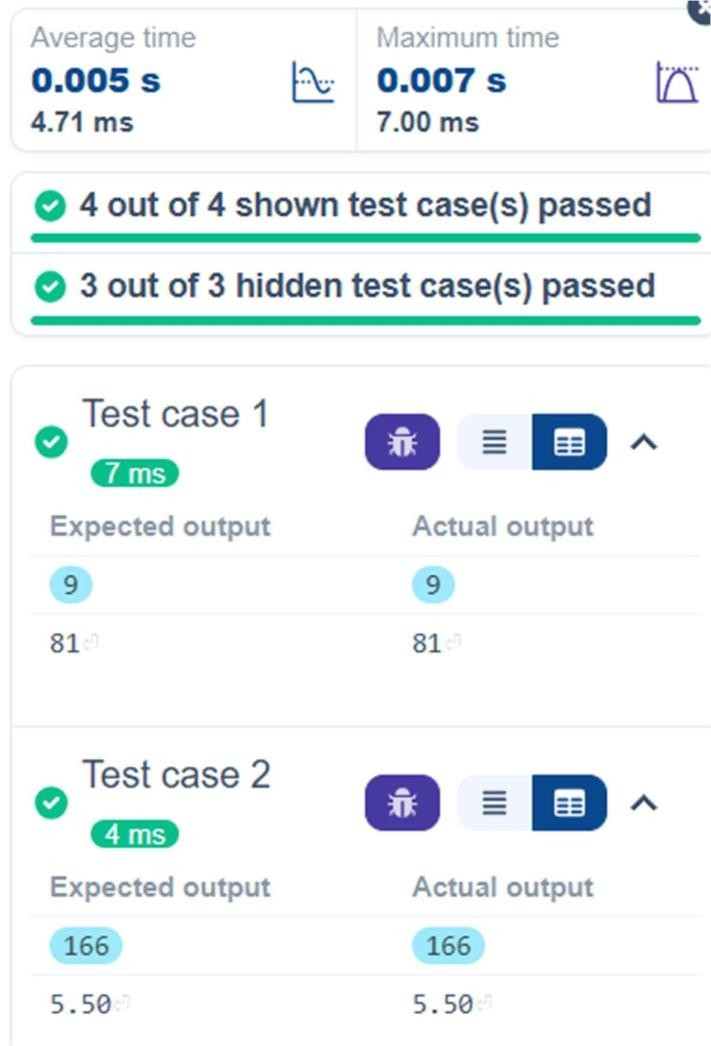 Average time
0.005 s
4.71 ms
Maximum time
0.007 s
7.00 ms
4 out of 4 shown test case(s) passed
3 out of 3 hidden test case(s) passed
Test case 1
7 ms
Expected output Actual output
9 9
81⏎ 81⏎
Test case 2
4 ms
Expected output Actual output
166 166
5.50⏎ 5.50⏎